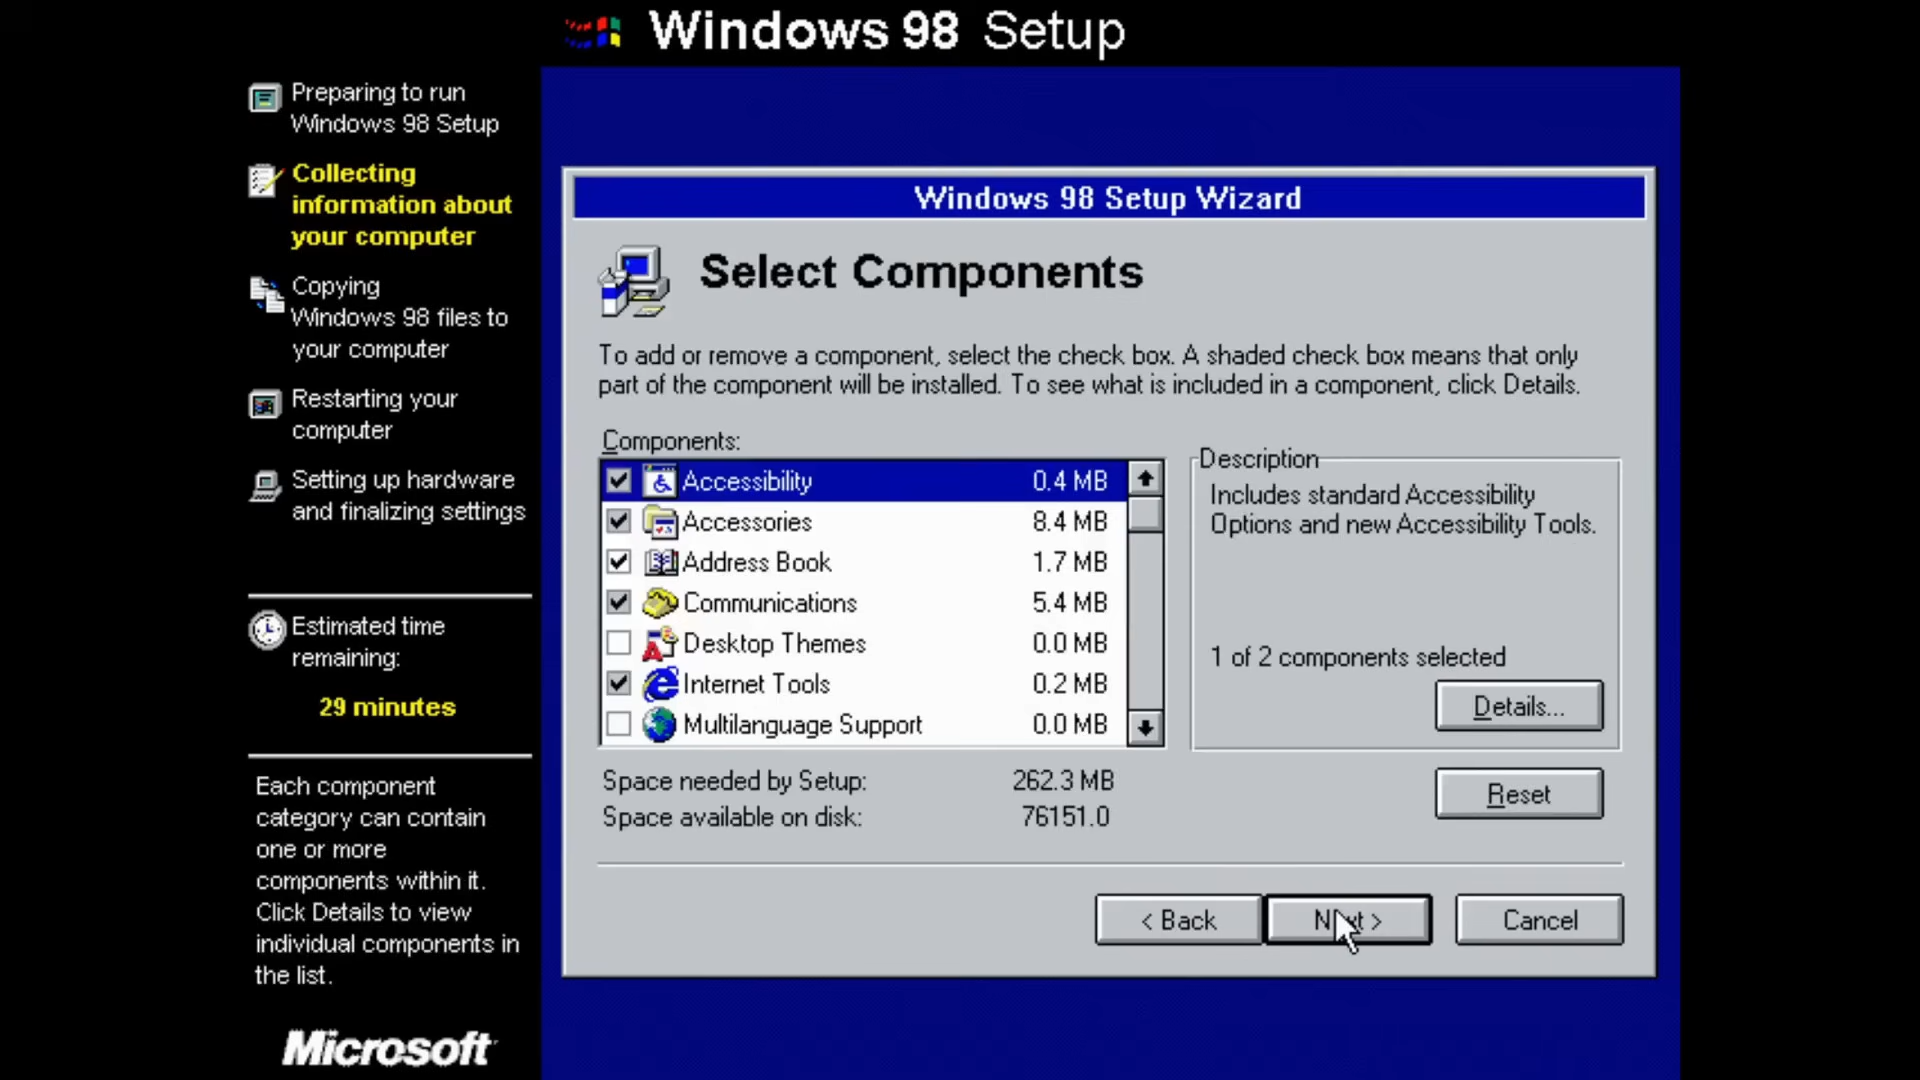 Windows 98 Setup
Preparing to run
Windows 98 Setup
Collecting
information about
your computer
Copying
Windows 98 files to
your computer
Restarting your
computer
Setting up hardware
and finalizing settings
Estimated time
remaining:
29 minutes
Each component
category can contain
one or more
components within it.
Click Details to view
individual components in
the list.
Microsoft
Windows 98 Setup Wizard
Select Components
To add or remove a component, select the check box. A shaded check box means that only
part of the component will be installed. To see what is included in a component, click Details.
Components:
Accessibility 0.4 MB
Accessories 8.4 MB
Address Book 1.7 MB
Communications 5.4 MB
Desktop Themes 0.0 MB
Internet Tools 0.2 MB
Multilanguage Support 0.0 MB
Space needed by Setup: 262.3 MB
Space available on disk: 76151.0
Description
Includes standard Accessibility
Options and new Accessibility Tools.
1 of 2 components selected
Details...
Reset
< Back
Next >
Cancel